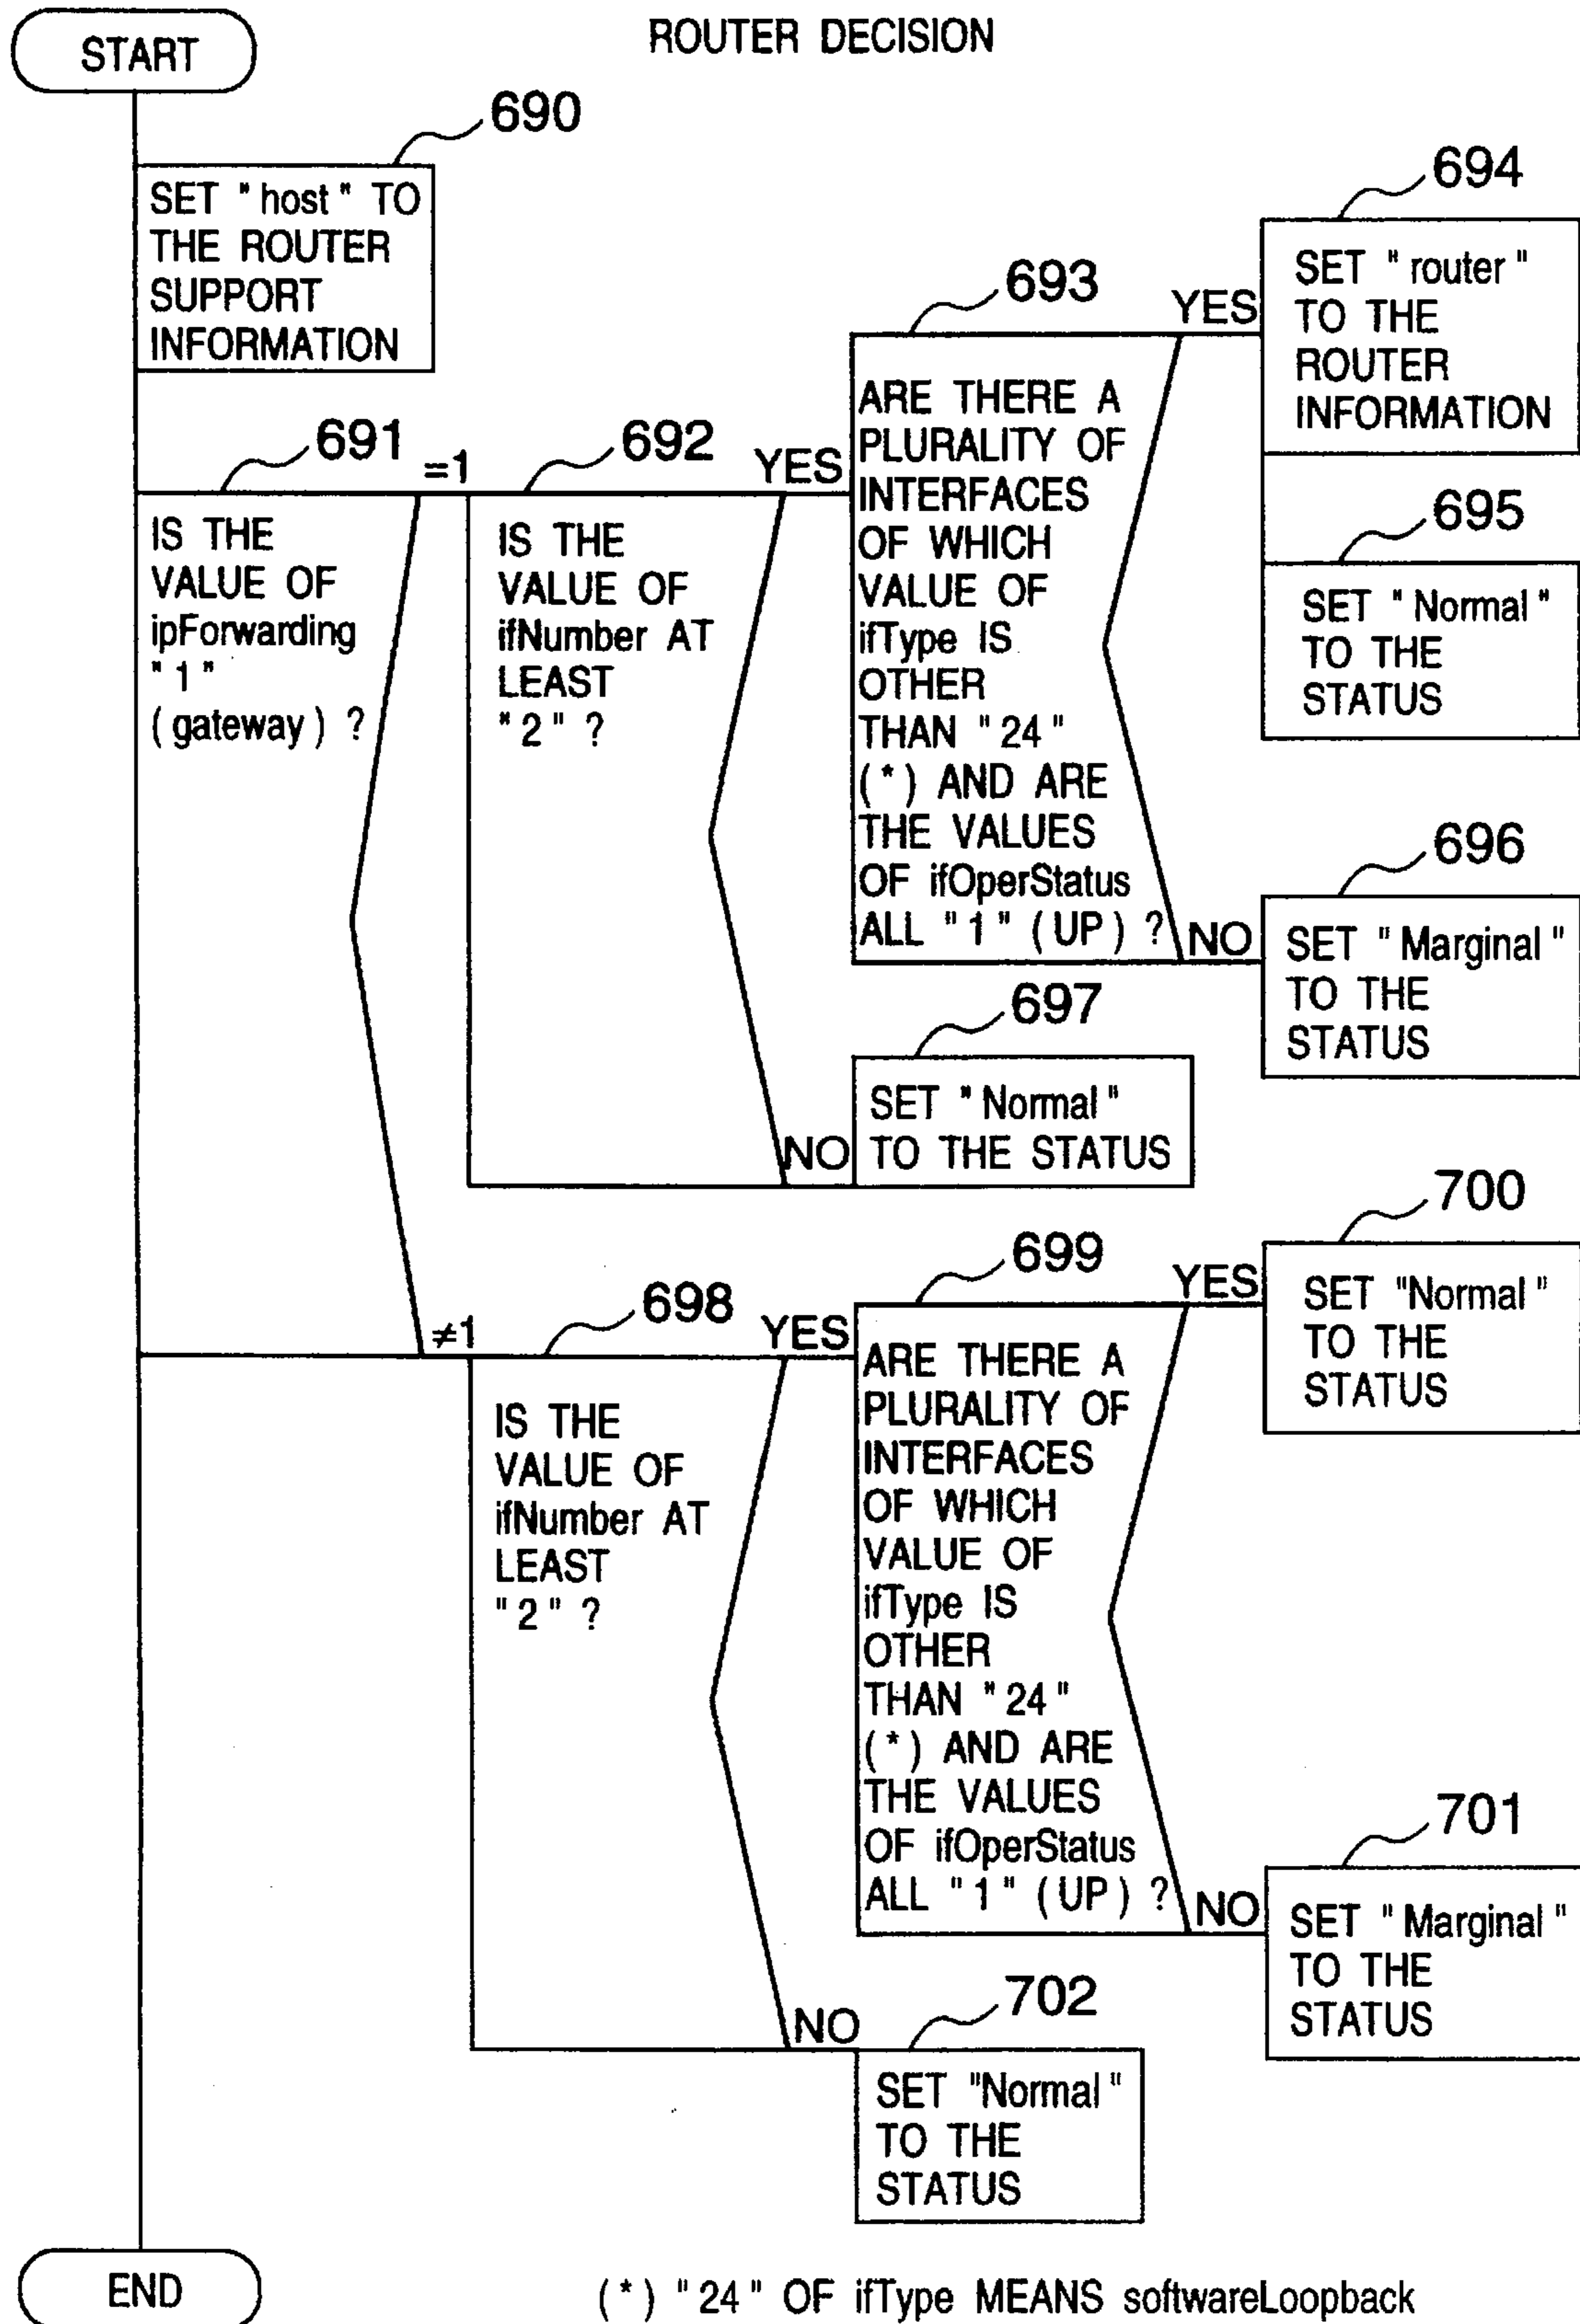 ROUTER DECISION
START
690
SET "host" TO
THE ROUTER
SUPPORT
INFORMATION
691
=1
IS THE
VALUE OF
ipForwarding
"1"
(gateway) ?
≠1
692
YES
IS THE
VALUE OF
ifNumber AT
LEAST
"2" ?
NO
693
YES
ARE THERE A
PLURALITY OF
INTERFACES
OF WHICH
VALUE OF
ifType IS
OTHER
THAN "24"
(*) AND ARE
THE VALUES
OF ifOperStatus
ALL "1" (UP) ?
NO
694
SET "router"
TO THE
ROUTER
INFORMATION
695
SET "Normal"
TO THE
STATUS
696
SET "Marginal"
TO THE
STATUS
697
SET "Normal"
TO THE STATUS
698
YES
IS THE
VALUE OF
ifNumber AT
LEAST
"2" ?
NO
699
YES
ARE THERE A
PLURALITY OF
INTERFACES
OF WHICH
VALUE OF
ifType IS
OTHER
THAN "24"
(*) AND ARE
THE VALUES
OF ifOperStatus
ALL "1" (UP) ?
NO
700
SET "Normal"
TO THE
STATUS
701
SET "Marginal"
TO THE
STATUS
702
SET "Normal"
TO THE
STATUS
END
(*) "24" OF ifType MEANS softwareLoopback